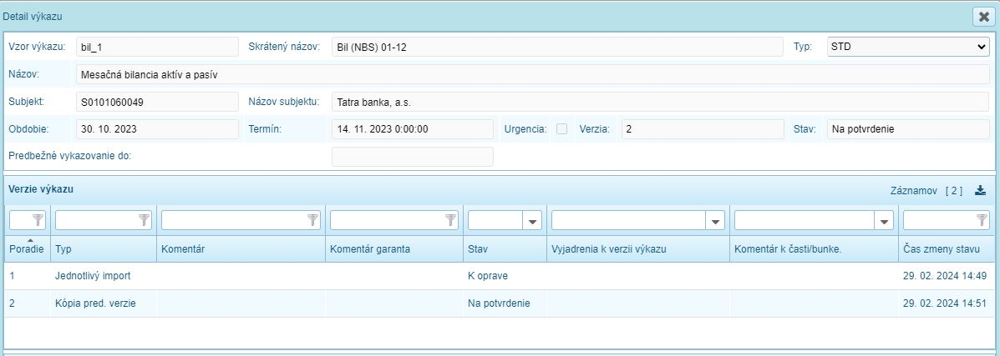 Detail výkazu
Vzor výkazu: bil_1 Skrátený názov: Bil (NBS) 01-12 Typ: STD
Názov: Mesačná bilancia aktív a pasív
Subjekt: S0101060049 Názov subjektu: Tatra banka, a.s.
Obdobie: 30. 10. 2023 Termín: 14. 11. 2023 0:00:00 Urgencia: Verzia: 2 Stav: Na potvrdenie
Predbežné vykazovanie do:
Verzie výkazu Záznamov [ 2 ]
Poradie Typ Komentár Komentár garanta Stav Vyjadrenia k verzii výkazu Komentár k časti/bunke. Čas zmeny stavu
1 Jednotlivý import K oprave 29. 02. 2024 14:49
2 Kópia pred. verzie Na potvrdenie 29. 02. 2024 14:51